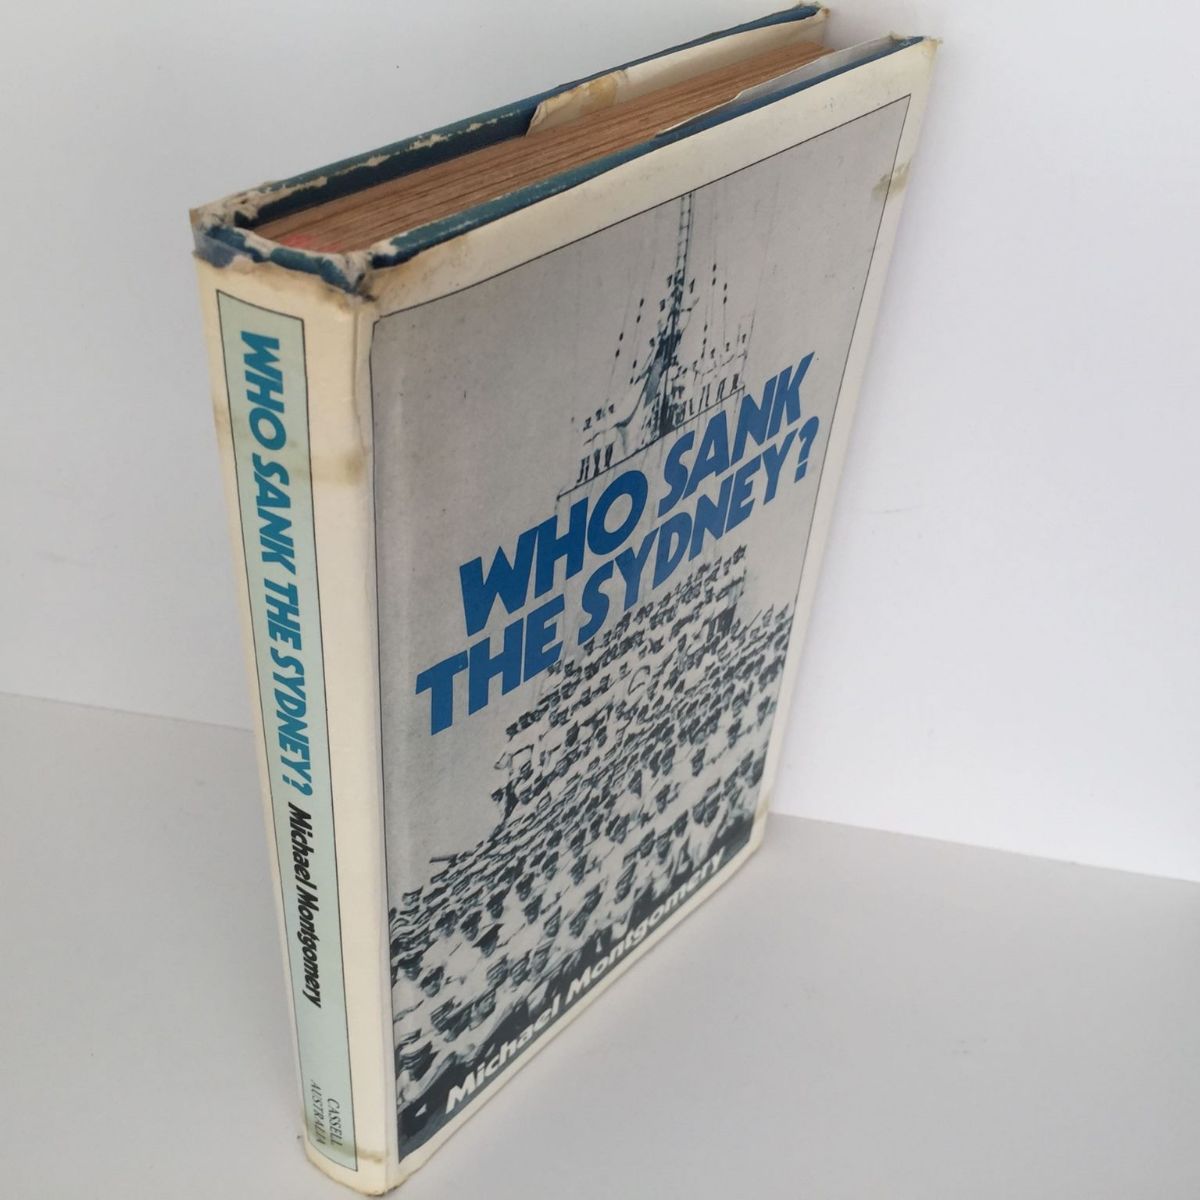 WHO SANK THE SYDNEY? Michael Montgomery
CASSELL
AUSTRALIA
WHO SANK
THE SYDNEY?
Michael Montgomery